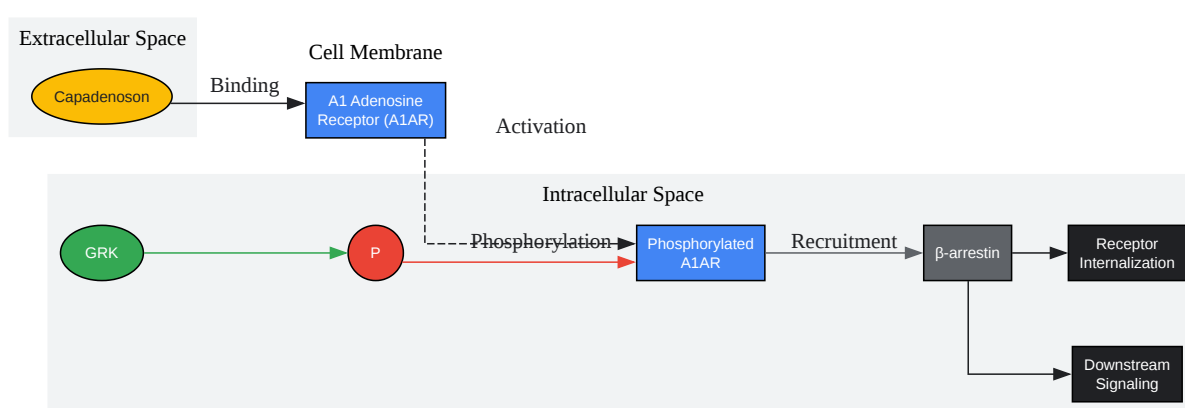 Extracellular Space
Cell Membrane
Capadenoson
Binding
A1 Adenosine
Receptor (A1AR)
Activation
Intracellular Space
GRK
P
Phosphorylation
Phosphorylated
A1AR
Recruitment
β-arrestin
Receptor
Internalization
Downstream
Signaling